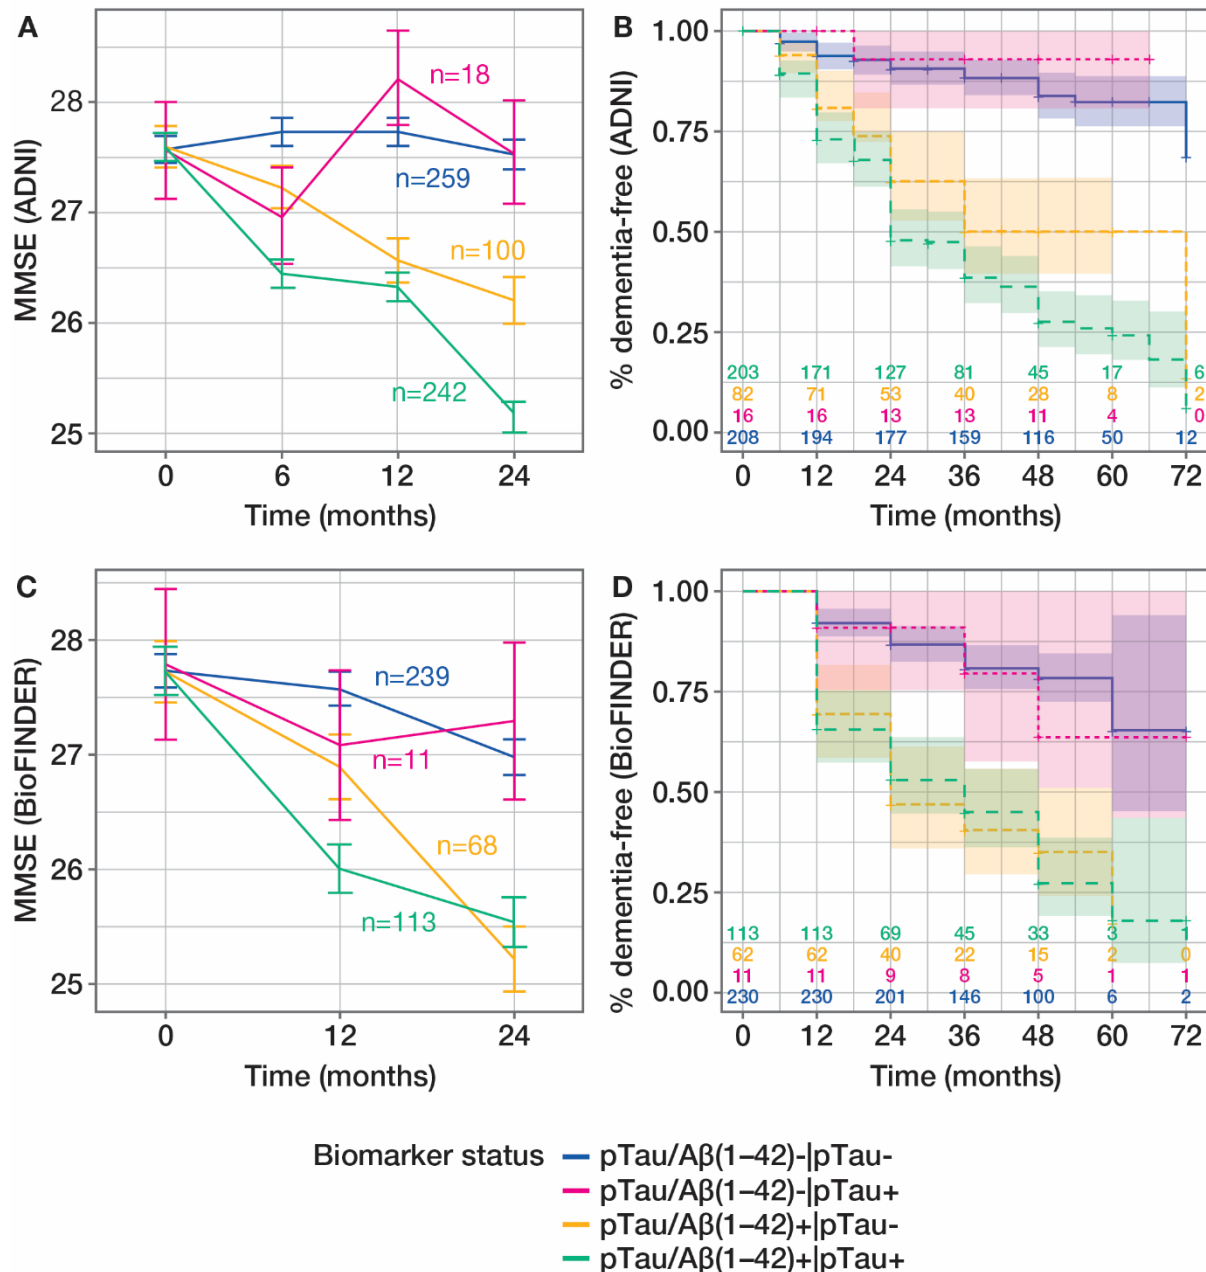 A
MMSE (ADNI)
28
27
26
25
n=18
n=259
n=100
n=242
0 6 12 24
Time (months)
B
% dementia-free (ADNI)
1.00
0.75
0.50
0.25
0.00
203 171 127 81 45 17 6
82 71 53 40 28 8 2
16 16 13 13 11 4 0
208 194 177 159 116 50 12
0 12 24 36 48 60 72
Time (months)
C
MMSE (BioFINDER)
28
27
26
25
n=239
n=11
n=68
n=113
0 12 24
Time (months)
D
% dementia-free (BioFINDER)
1.00
0.75
0.50
0.25
0.00
113 113 69 45 33 3 1
62 62 40 22 15 2 0
11 11 9 8 5 1 1
230 230 201 146 100 6 2
0 12 24 36 48 60 72
Time (months)
Biomarker status
pTau/Aβ(1–42)-|pTau-
pTau/Aβ(1–42)-|pTau+
pTau/Aβ(1–42)+|pTau-
pTau/Aβ(1–42)+|pTau+